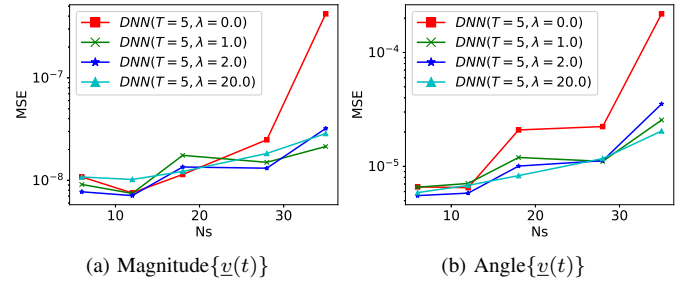 DNN(T = 5, λ = 0.0)
DNN(T = 5, λ = 1.0)
DNN(T = 5, λ = 2.0)
DNN(T = 5, λ = 20.0)
MSE
10⁻⁷
10⁻⁸
10 20 30
Ns
(a) Magnitude{v(t)}
DNN(T = 5, λ = 0.0)
DNN(T = 5, λ = 1.0)
DNN(T = 5, λ = 2.0)
DNN(T = 5, λ = 20.0)
MSE
10⁻⁴
10⁻⁵
10 20 30
Ns
(b) Angle{v(t)}